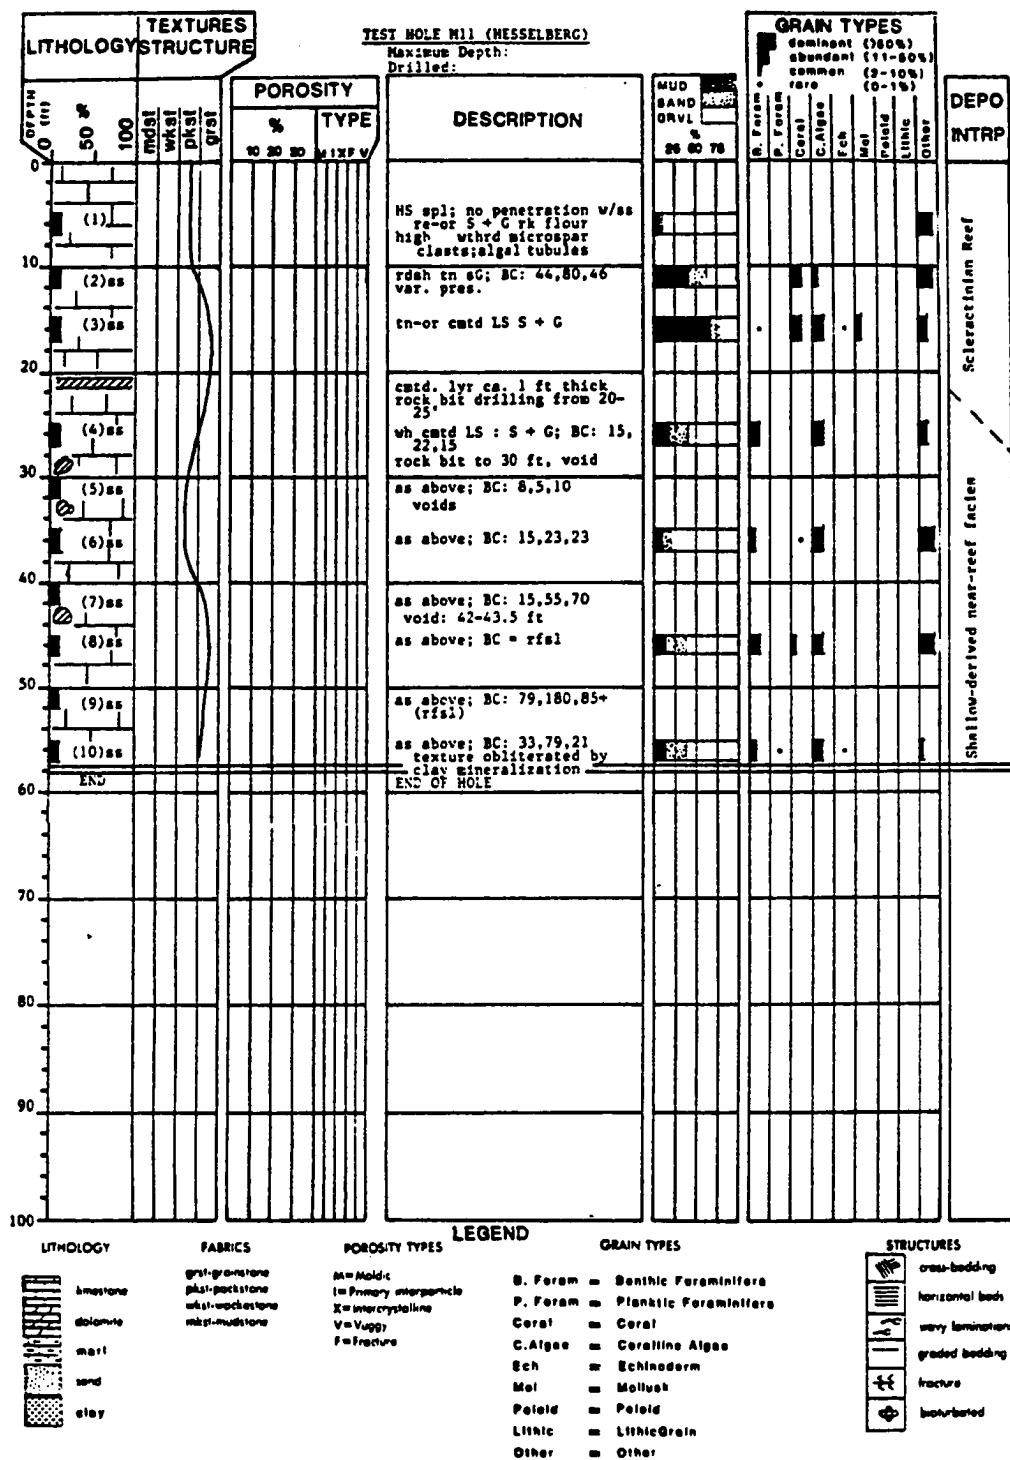 TEST HOLE M11 (HESSELBERG)
Maximum Depth:
Drilled:
LITHOLOGY
TEXTURES
STRUCTURE
DEPTH
(ft)
0
%
50
100
mdst
wkst
pkst
grst
POROSITY
%
TYPE
10 20 30
M I X F V
DESCRIPTION
MUD
SAND
GRVL
%
GRAIN TYPES
dominant (>50%)
abundant (11-50%)
common (2-10%)
rare (0-1%)
B. Foram
P. Foram
Coral
C.Algae
Ech
Mol
Peloid
Lithic
Other
DEPO
INTRP
0
(1)
HS spl; no penetration w/ss
re-or S + G rk flour
high wthrd microspar
clasts; algal tubules
10
(2)ss
rdsh tn sG; BC: 44,80,46
var. pres.
(3)ss
tn-or cmtd LS S + G
20
cmtd. lyr ca. 1 ft thick
rock bit drilling from 20-
25'
(4)ss
wh cmtd LS : S + G; BC: 15,
22,15
rock bit to 30 ft, void
30
(5)ss
as above; BC: 8,5,10
voids
(6)ss
as above; BC: 15,23,23
40
(7)ss
as above; BC: 15,55,70
void: 42-43.5 ft
(8)ss
as above; BC = rfsl
50
(9)ss
as above; BC: 79,180,85+
(rfsl)
(10)ss
as above; BC: 33,79,21
texture obliterated by
clay mineralization
END
END OF HOLE
60
70
80
90
100
Scleractinian Reef
Shallow-derived near-reef facies
LEGEND
LITHOLOGY
limestone
dolomite
marl
sand
clay
FABRICS
grst-grainstone
pkst-packstone
wkst-wackestone
mkst-mudstone
POROSITY TYPES
M=Moldic
I=Primary interparticle
X=Intercrystalline
V=Vuggy
F=Fracture
GRAIN TYPES
B. Foram = Benthic Foraminifera
P. Foram = Planktic Foraminifera
Coral = Coral
C.Algae = Coralline Algae
Ech = Echinoderm
Mol = Mollusk
Peloid = Peloid
Lithic = LithicGrain
Other = Other
STRUCTURES
cross-bedding
horizontal beds
wavy laminations
graded bedding
fracture
bioturbated